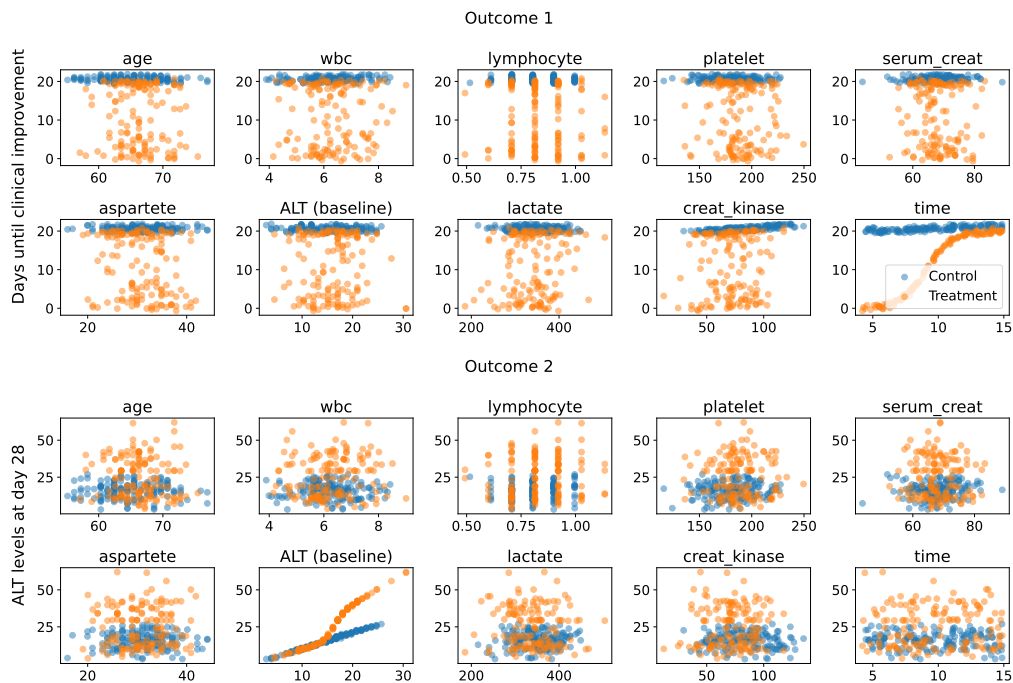 Outcome 1
Days until clinical improvement
age wbc lymphocyte platelet serum_creat
20 10 0
60 70 4 6 8 0.50 0.75 1.00 150 200 250 60 80
aspartete ALT (baseline) lactate creat_kinase time
20 10 0
Control
Treatment
20 40 10 20 30 200 400 50 100 5 10 15
Outcome 2
ALT levels at day 28
age wbc lymphocyte platelet serum_creat
50 25
60 70 4 6 8 0.50 0.75 1.00 150 200 250 60 80
aspartete ALT (baseline) lactate creat_kinase time
50 25
20 40 10 20 30 200 400 50 100 5 10 15